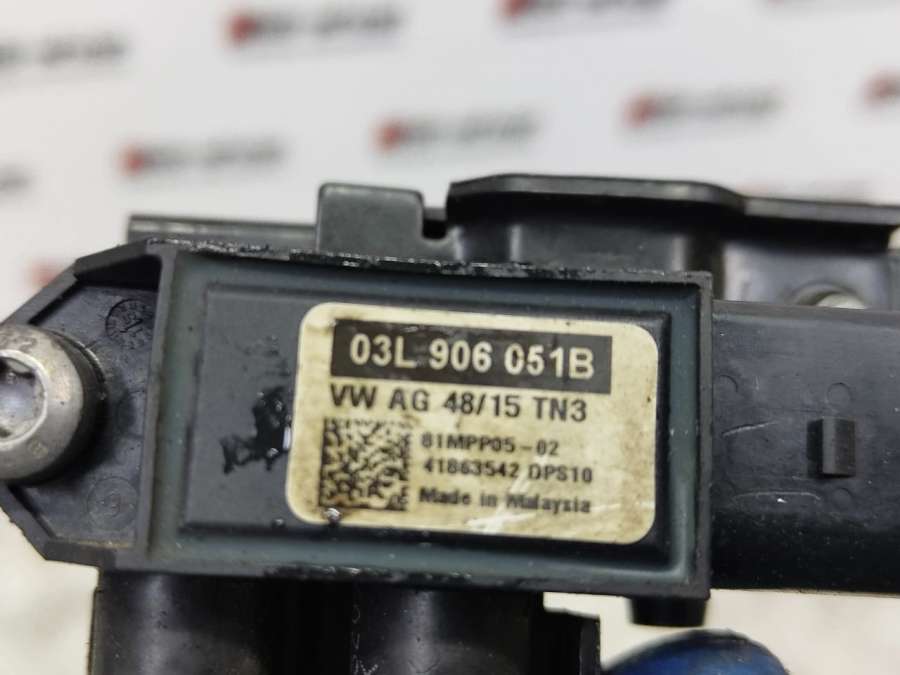 03L 906 051B
VW AG 48/15 TN3
81MPP05-02
41863542 DPS10
Made in Malaysia